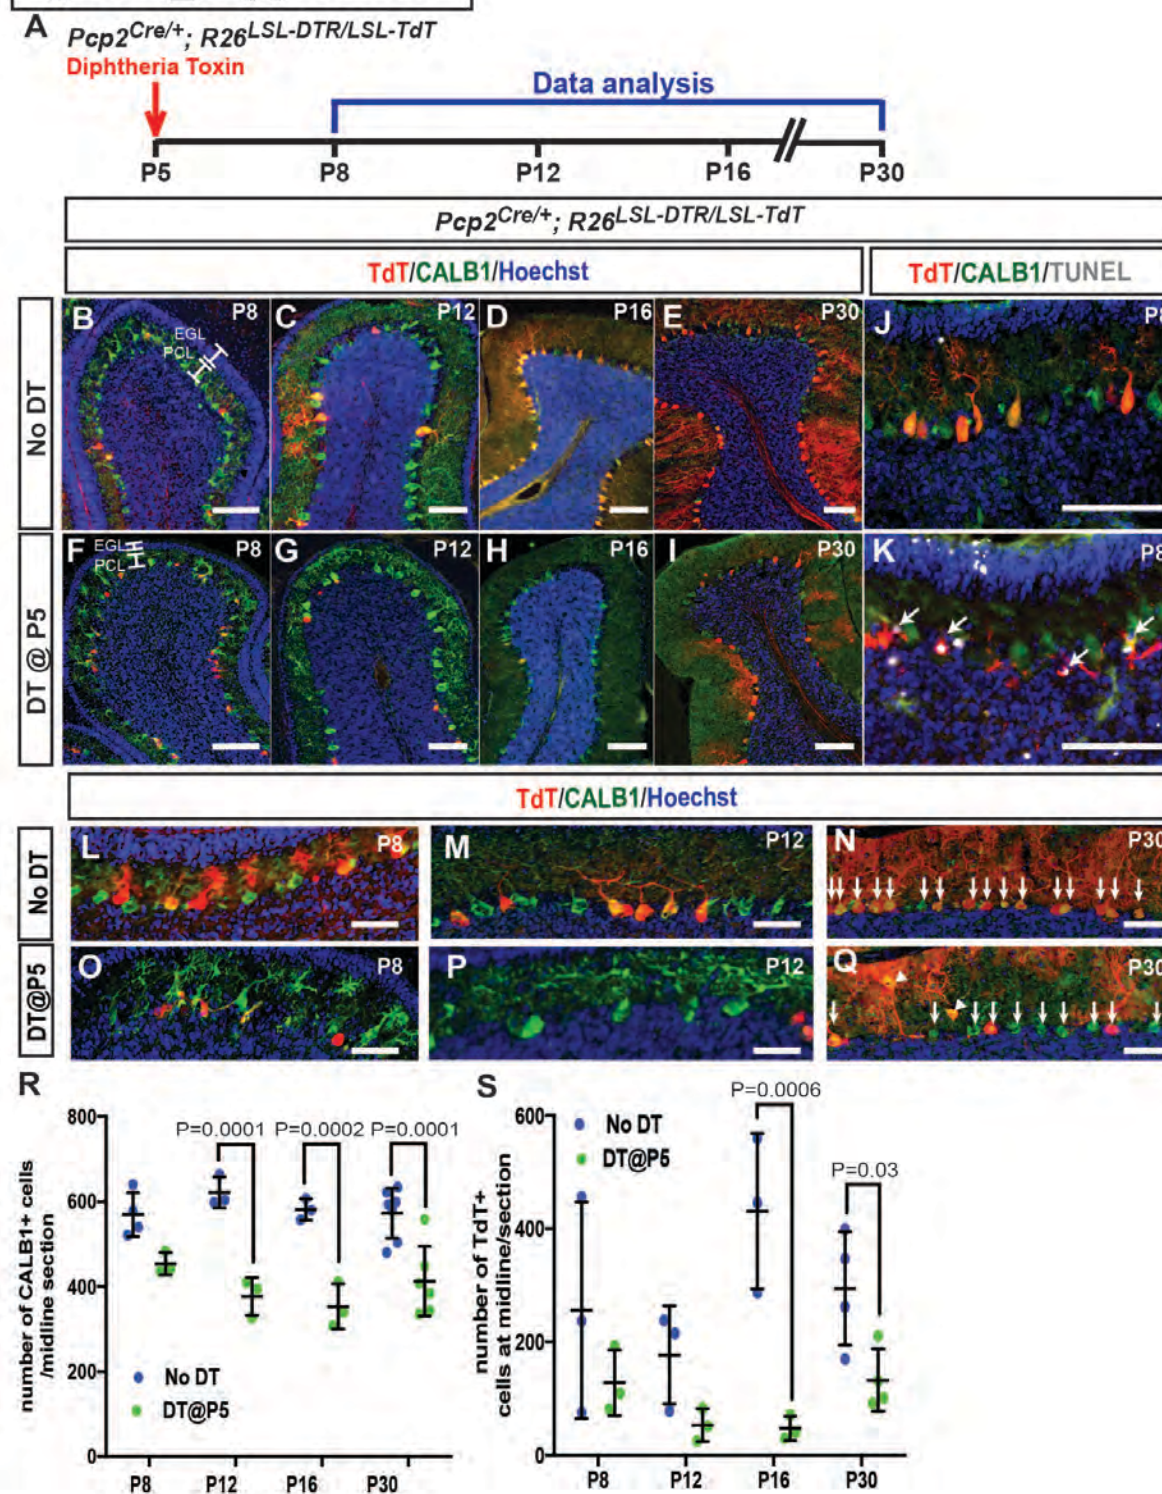 A Pcp2Cre/+; R26LSL-DTR/LSL-TdT
Diphtheria Toxin
Data analysis
P5 P8 P12 P16 P30
Pcp2Cre/+; R26LSL-DTR/LSL-TdT
TdT/CALB1/Hoechst TdT/CALB1/TUNEL
No DT
B EGL PCL P8 C P12 D P16 E P30 J P8
DT @ P5
F EGL PCL P8 G P12 H P16 I P30 K P8
TdT/CALB1/Hoechst
No DT
L P8 M P12 N P30
DT@P5
O P8 P P12 Q P30
R
number of CALB1+ cells
/midline section
800
600
400
200
0
P=0.0001 P=0.0002 P=0.0001
No DT
DT@P5
P8 P12 P16 P30
S
number of TdT+
cells at midline/section
600
400
200
0
P=0.0006
P=0.03
No DT
DT@P5
P8 P12 P16 P30